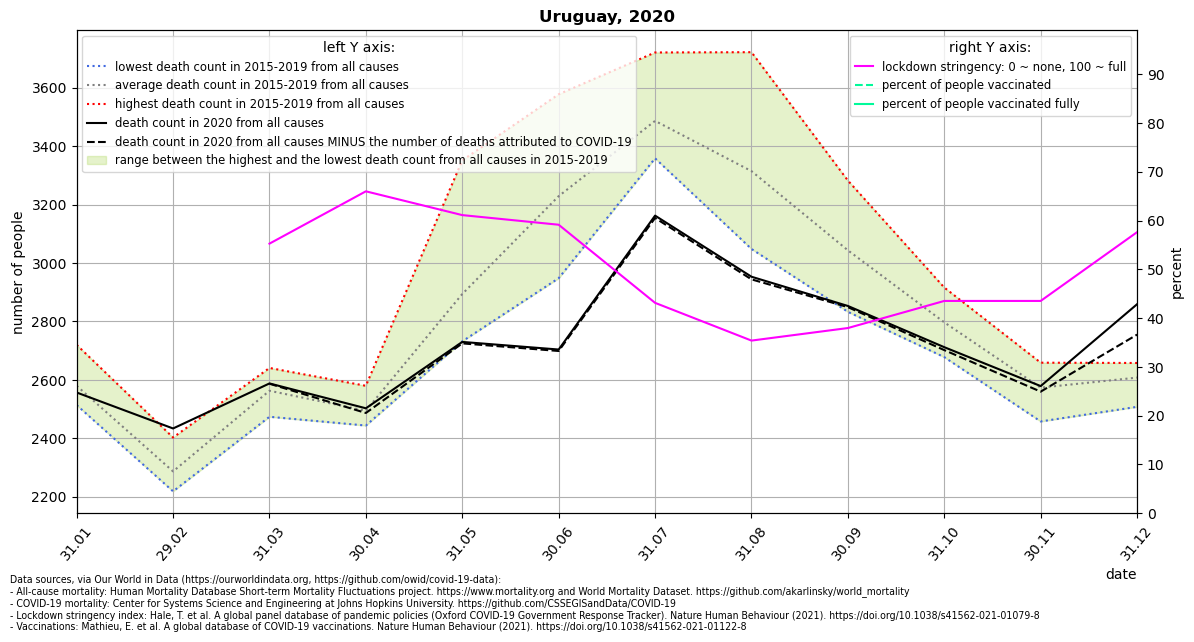 Uruguay, 2020
left Y axis:
lowest death count in 2015-2019 from all causes
average death count in 2015-2019 from all causes
highest death count in 2015-2019 from all causes
death count in 2020 from all causes
death count in 2020 from all causes MINUS the number of deaths attributed to COVID-19
range between the highest and the lowest death count from all causes in 2015-2019
right Y axis:
lockdown stringency: 0 ~ none, 100 ~ full
percent of people vaccinated
percent of people vaccinated fully
number of people
3600
3400
3200
3000
2800
2600
2400
2200
percent
90
80
70
60
50
40
30
20
10
0
31.01
29.02
31.03
30.04
31.05
30.06
31.07
31.08
30.09
31.10
30.11
31.12
date
Data sources, via Our World in Data (https://ourworldindata.org, https://github.com/owid/covid-19-data):
- All-cause mortality: Human Mortality Database Short-term Mortality Fluctuations project. https://www.mortality.org and World Mortality Dataset. https://github.com/akarlinsky/world_mortality
- COVID-19 mortality: Center for Systems Science and Engineering at Johns Hopkins University. https://github.com/CSSEGISandData/COVID-19
- Lockdown stringency index: Hale, T. et al. A global panel database of pandemic policies (Oxford COVID-19 Government Response Tracker). Nature Human Behaviour (2021). https://doi.org/10.1038/s41562-021-01079-8
- Vaccinations: Mathieu, E. et al. A global database of COVID-19 vaccinations. Nature Human Behaviour (2021). https://doi.org/10.1038/s41562-021-01122-8